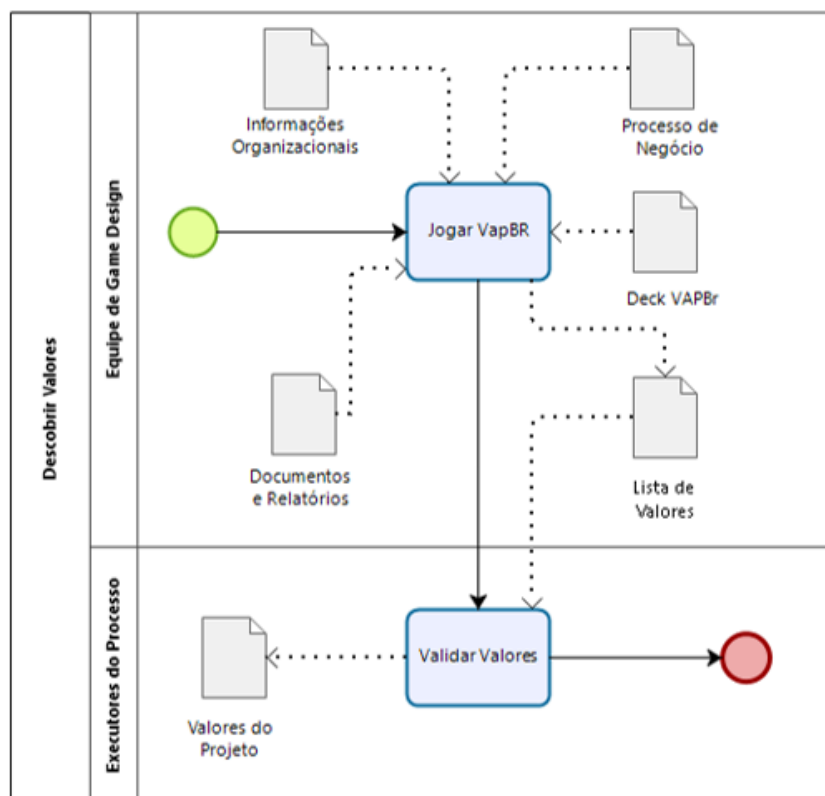 Descobrir Valores
Equipe de Game Design
Informações
Organizacionais
Processo de
Negócio
Jogar VapBR
Deck VAPBr
Documentos
e Relatórios
Lista de
Valores
Executores do Processo
Validar Valores
Valores do
Projeto